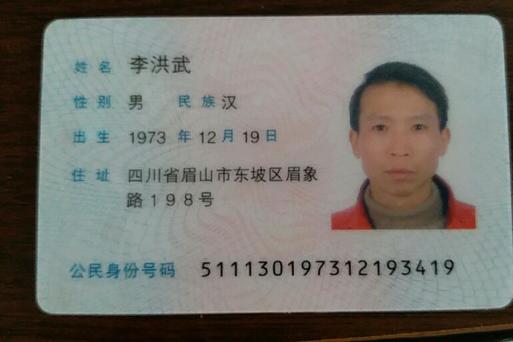 姓名 李洪武
性别 男 民族 汉
出生 1973 年 12 月 19 日
住址 四川省眉山市东坡区眉象
路198号
公民身份号码 511130197312193419